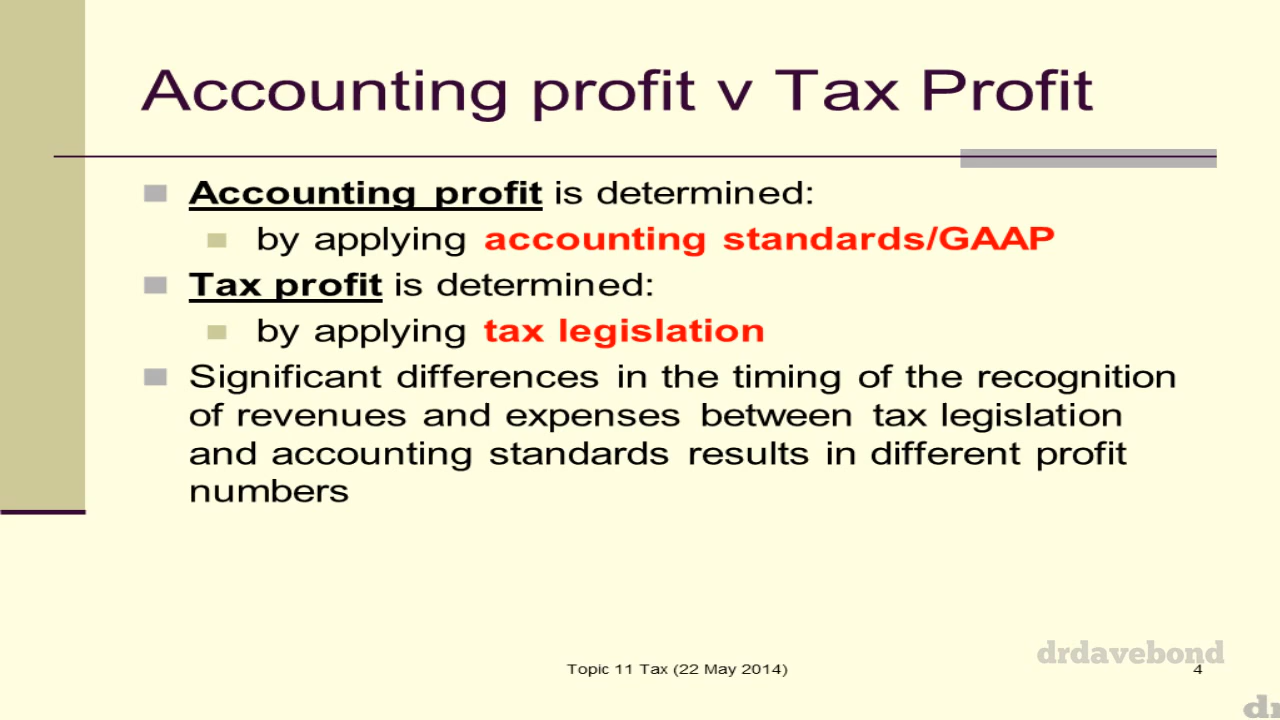 Accounting profit v Tax Profit
Accounting profit is determined:
by applying accounting standards/GAAP
Tax profit is determined:
by applying tax legislation
Significant differences in the timing of the recognition
of revenues and expenses between tax legislation
and accounting standards results in different profit
numbers
drdavebond
Topic 11 Tax (22 May 2014)
4